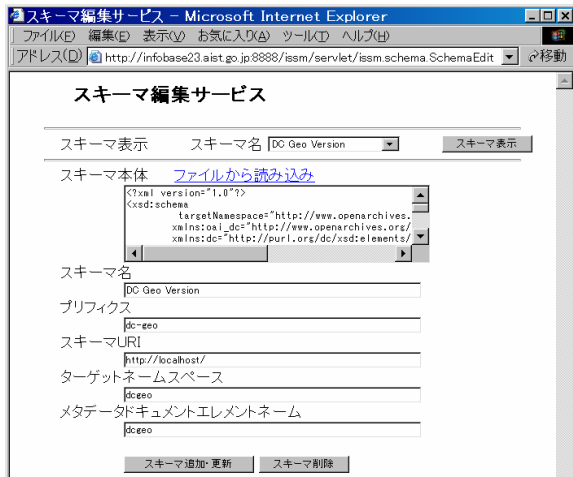 スキーマ編集サービス - Microsoft Internet Explorer
ファイル(F) 編集(E) 表示(V) お気に入り(A) ツール(T) ヘルプ(H)
アドレス(D) http://infobase23.aist.go.jp:8888/issm/servlet/issm.schema.SchemaEdit 移動
スキーマ編集サービス
スキーマ表示 スキーマ名 DC Geo Version スキーマ表示
スキーマ本体 ファイルから読み込み
<?xml version="1.0"?>
<xsd:schema
targetNamespace="http://www.openarchives.
xmlns:oai_dc="http://www.openarchives.org/
xmlns:dc="http://purl.org/dc/xsd:elements/
スキーマ名
DC Geo Version
プリフィクス
dc-geo
スキーマURI
http://localhost/
ターゲットネームスペース
dcgeo
メタデータドキュメントエレメントネーム
dcgeo
スキーマ追加・更新 スキーマ削除